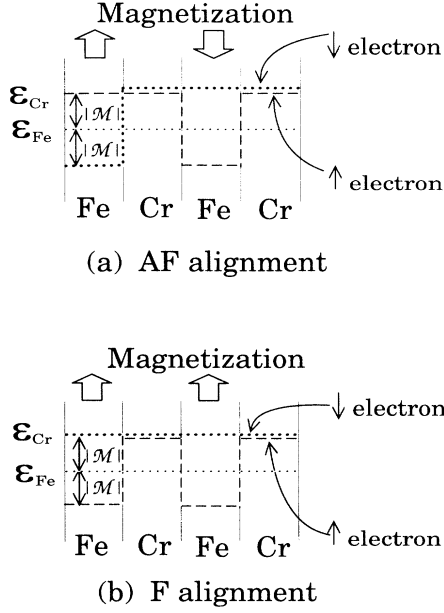 Magnetization
↓ electron
ε_Cr
|ℳ|
ε_Fe
|ℳ|
↑ electron
Fe Cr Fe Cr
(a) AF alignment
Magnetization
↓ electron
ε_Cr
|ℳ|
ε_Fe
|ℳ|
↑ electron
Fe Cr Fe Cr
(b) F alignment